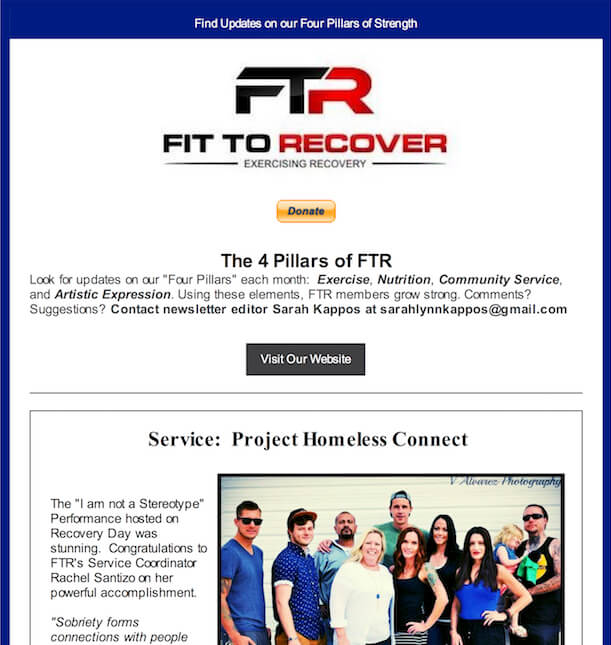 Find Updates on our Four Pillars of Strength
FTR
FIT TO RECOVER
EXERCISING RECOVERY
Donate
The 4 Pillars of FTR
Look for updates on our "Four Pillars" each month:  Exercise, Nutrition, Community Service,
and Artistic Expression. Using these elements, FTR members grow strong. Comments?
Suggestions? Contact newsletter editor Sarah Kappos at sarahlynnkappos@gmail.com
Visit Our Website
Service:  Project Homeless Connect
V Alvarez Photography
The "I am not a Stereotype"
Performance hosted on
Recovery Day was
stunning.  Congratulations to
FTR's Service Coordinator
Rachel Santizo on her
powerful accomplishment.
"Sobriety forms
connections with people